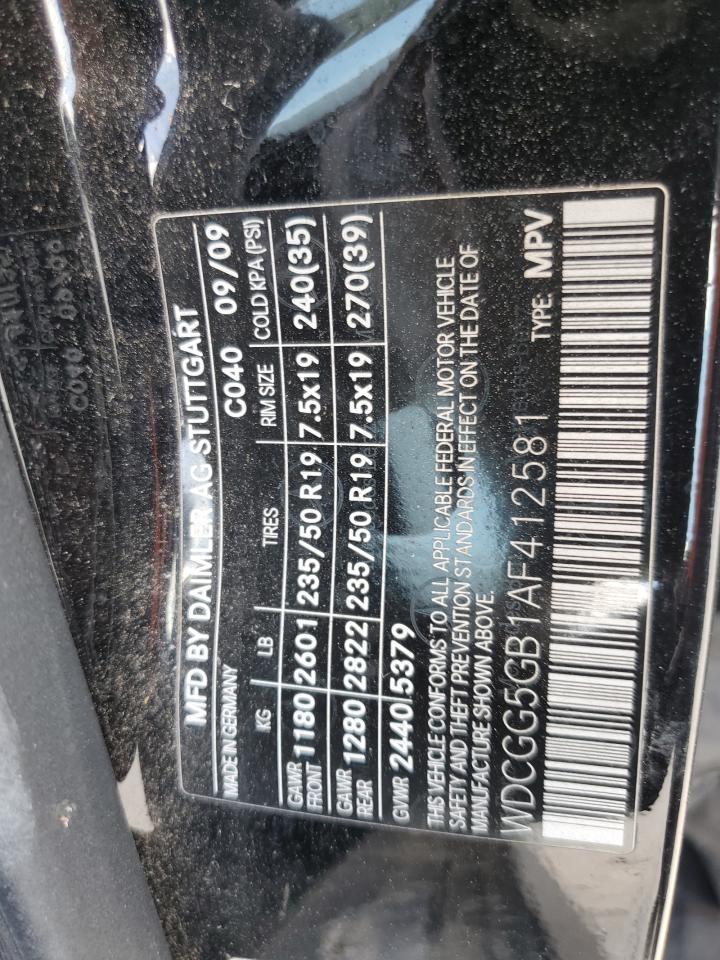 MFD BY DAIMLER AG STUTTGART
MADE IN GERMANY C040 09/09
KG LB TIRES RIM SIZE COLD KPA (PSI)
GAWR FRONT 1180 2601 235/50 R19 7.5x19 240(35)
GAWR REAR 1280 2822 235/50 R19 7.5x19 270(39)
GVWR 2440 5379
THIS VEHICLE CONFORMS TO ALL APPLICABLE FEDERAL MOTOR VEHICLE
SAFETY AND THEFT PREVENTION STANDARDS IN EFFECT ON THE DATE OF
MANUFACTURE SHOWN ABOVE.
WDCGG5GB1AF412581 TYPE: MPV